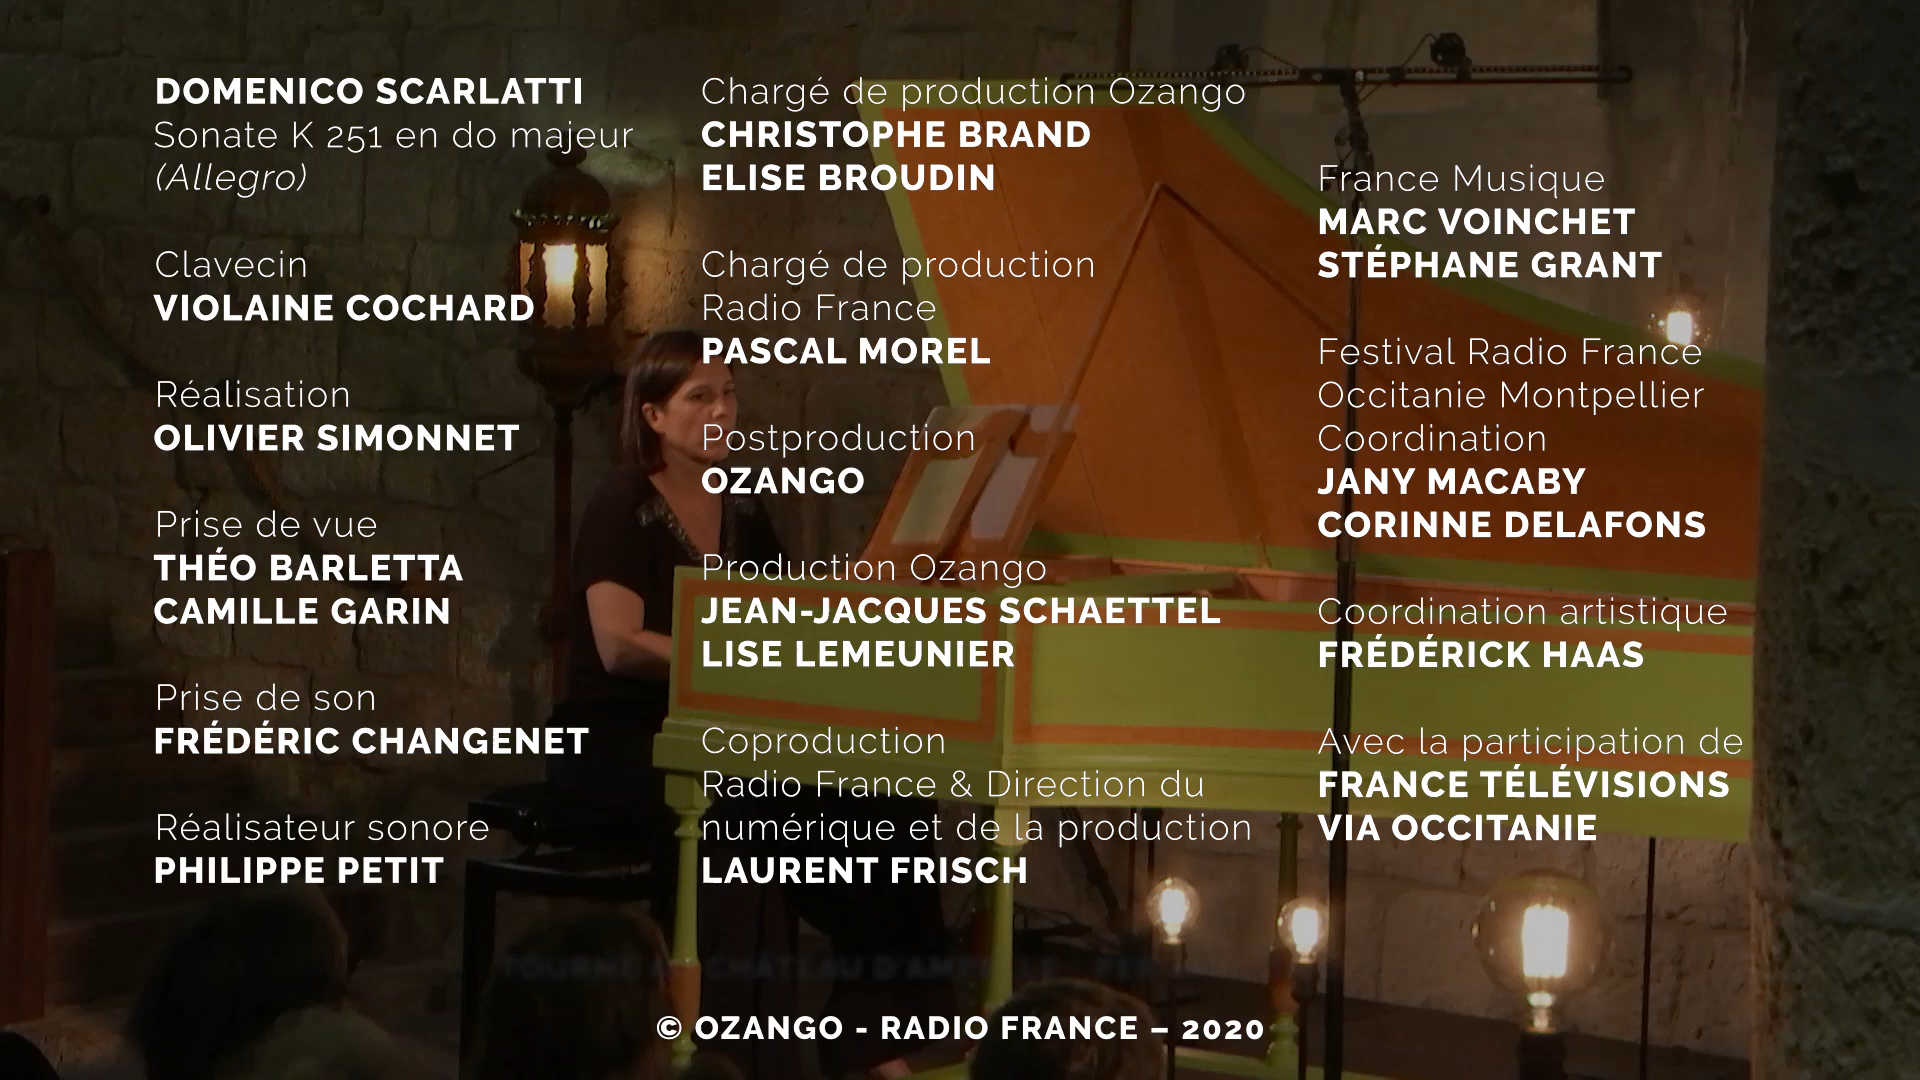 DOMENICO SCARLATTI
Sonate K 251 en do majeur
(Allegro)
Clavecin
VIOLAINE COCHARD
Réalisation
OLIVIER SIMONNET
Prise de vue
THÉO BARLETTA
CAMILLE GARIN
Prise de son
FRÉDÉRIC CHANGENET
Réalisateur sonore
PHILIPPE PETIT
Chargé de production Ozango
CHRISTOPHE BRAND
ELISE BROUDIN
Chargé de production
Radio France
PASCAL MOREL
Postproduction
OZANGO
Production Ozango
JEAN-JACQUES SCHAETTEL
LISE LEMEUNIER
Coproduction
Radio France & Direction du
numérique et de la production
LAURENT FRISCH
France Musique
MARC VOINCHET
STÉPHANE GRANT
Festival Radio France
Occitanie Montpellier
Coordination
JANY MACABY
CORINNE DELAFONS
Coordination artistique
FRÉDÉRICK HAAS
Avec la participation de
FRANCE TÉLÉVISIONS
VIA OCCITANIE
CHÂTEAU
© OZANGO - RADIO FRANCE – 2020